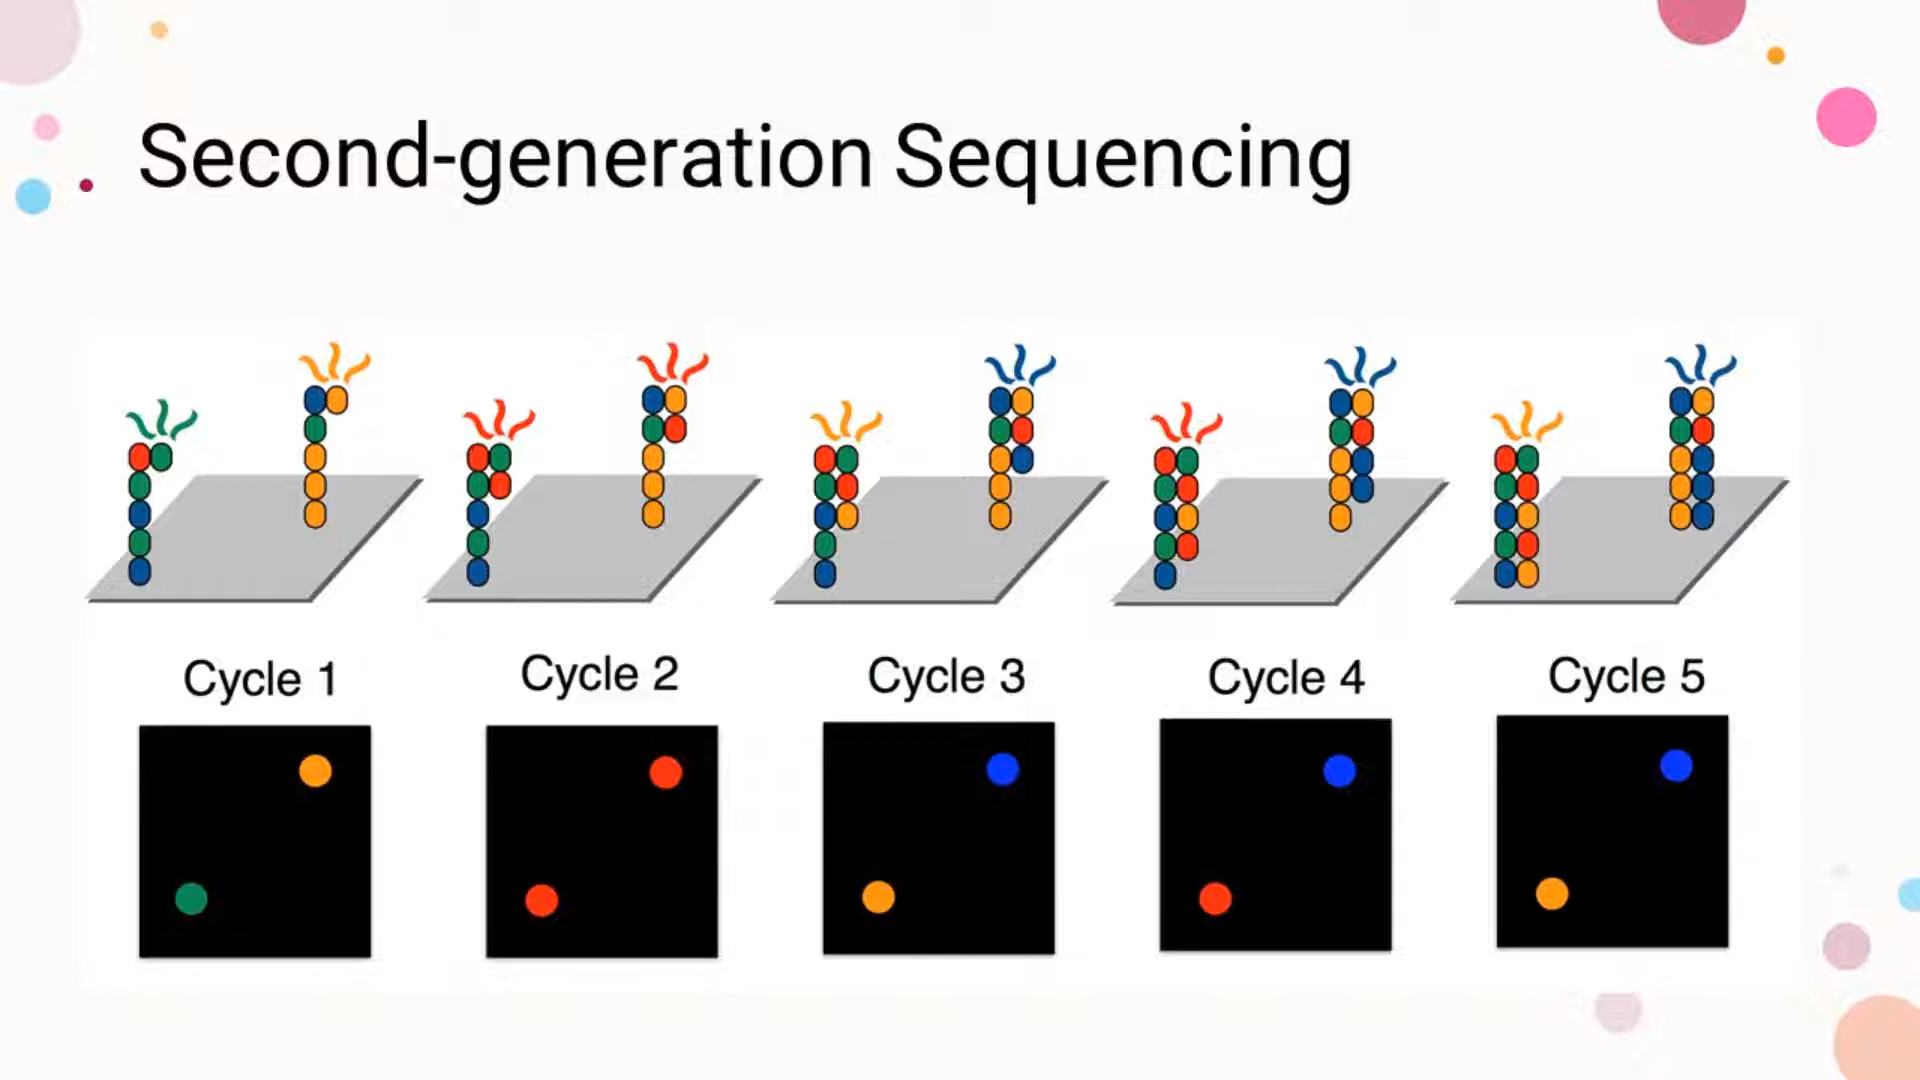 Second-generation Sequencing
Cycle 1
Cycle 2
Cycle 3
Cycle 4
Cycle 5